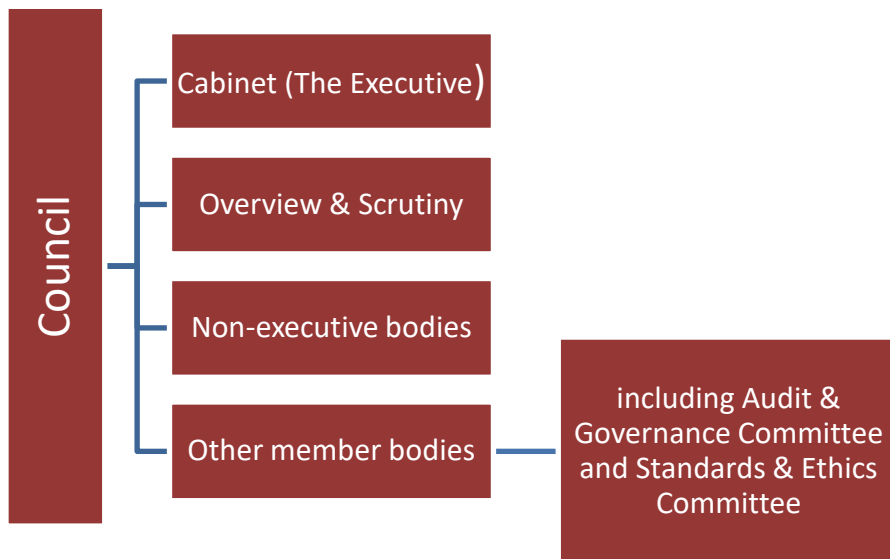 Council
Cabinet (The Executive)
Overview & Scrutiny
Non-executive bodies
Other member bodies
including Audit &
Governance Committee
and Standards & Ethics
Committee